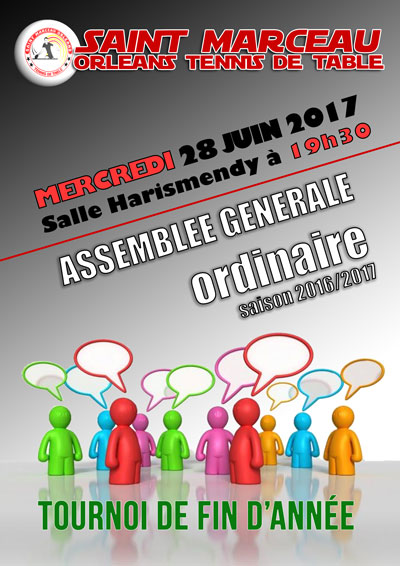 SAINT MARCEAU
ORLEANS TENNIS DE TABLE
MERCREDI 28 JUIN 2017
Salle Harismendy à 19h30
ASSEMBLEE GENERALE
ordinaire
saison 2016/2017
TOURNOI DE FIN D'ANNÉE